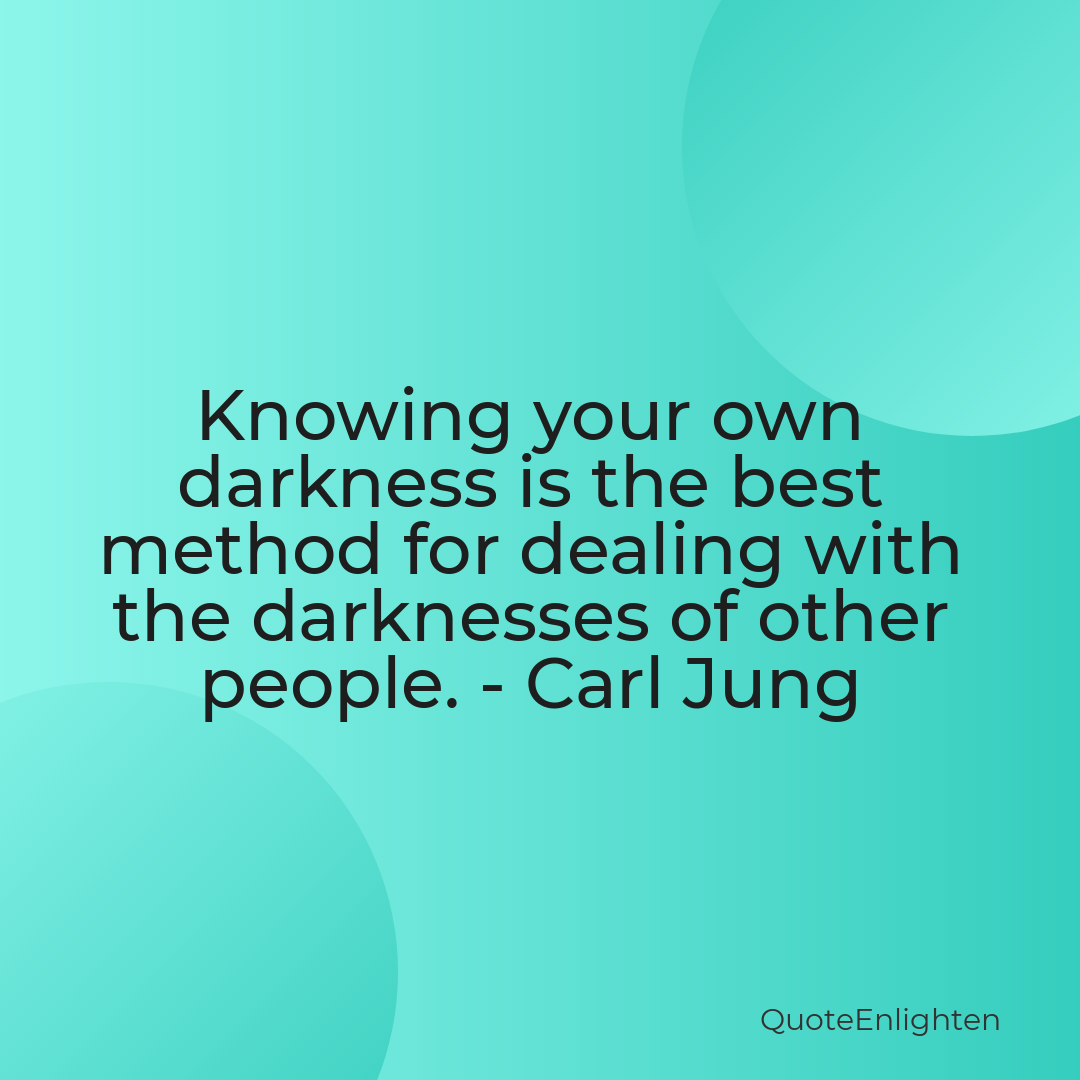 Knowing your own
darkness is the best
method for dealing with
the darknesses of other
people. - Carl Jung
QuoteEnlighten